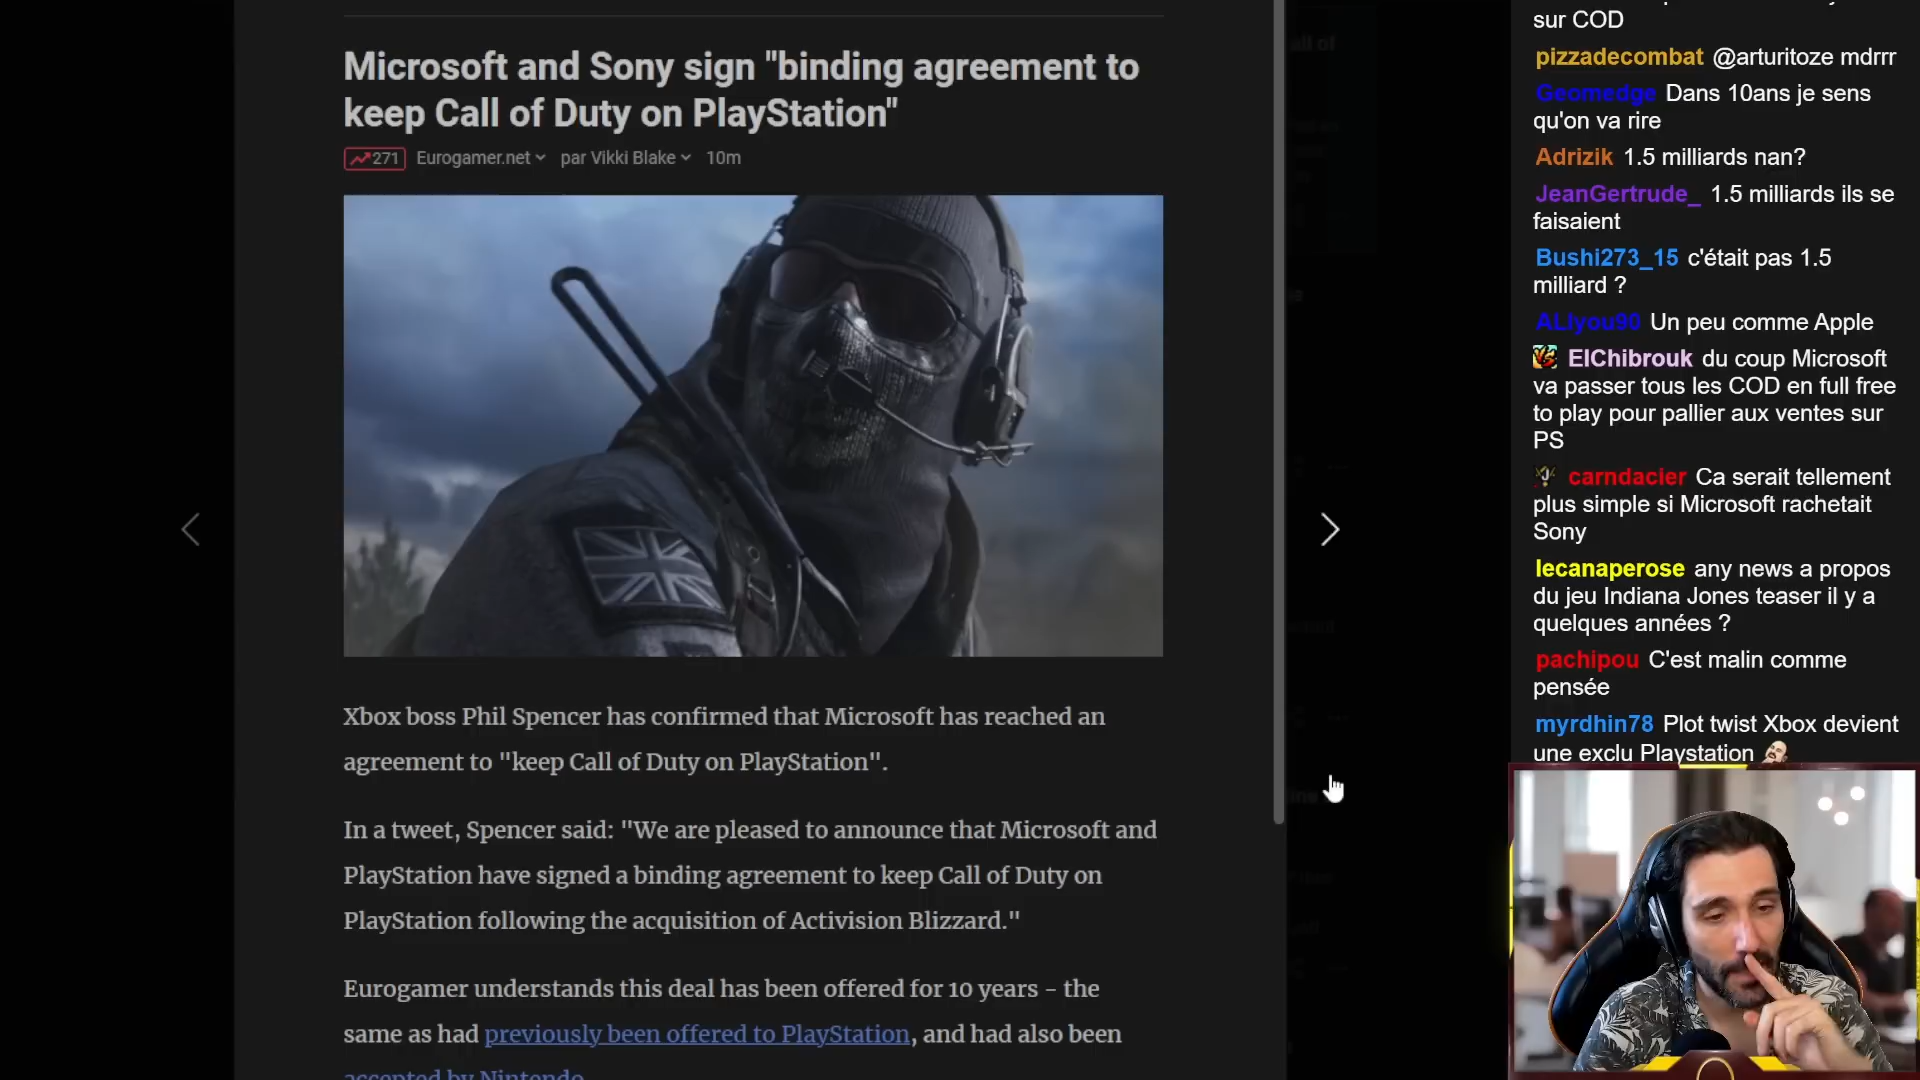 Microsoft and Sony sign "binding agreement to
keep Call of Duty on PlayStation"
271 Eurogamer.net par Vikki Blake 10m
Xbox boss Phil Spencer has confirmed that Microsoft has reached an
agreement to "keep Call of Duty on PlayStation".
In a tweet, Spencer said: "We are pleased to announce that Microsoft and
PlayStation have signed a binding agreement to keep Call of Duty on
PlayStation following the acquisition of Activision Blizzard."
Eurogamer understands this deal has been offered for 10 years - the
same as had previously been offered to PlayStation, and had also been
accepted by Nintendo.
sur COD
pizzadecombat @arturitoze mdrrr
Geomedge Dans 10ans je sens
qu'on va rire
Adrizik 1.5 milliards nan?
JeanGertrude_ 1.5 milliards ils se
faisaient
Bushi273_15 c'était pas 1.5
milliard ?
ALlyou90 Un peu comme Apple
ElChibrouk du coup Microsoft
va passer tous les COD en full free
to play pour pallier aux ventes sur
PS
carndacier Ca serait tellement
plus simple si Microsoft rachetait
Sony
lecanaperose any news a propos
du jeu Indiana Jones teaser il y a
quelques années ?
pachipou C'est malin comme
pensée
myrdhin78 Plot twist Xbox devient
une exclu Playstation